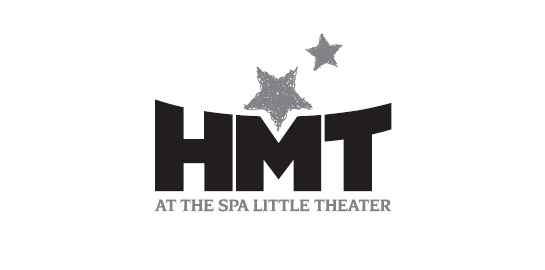 HMT
AT THE SPA LITTLE THEATER